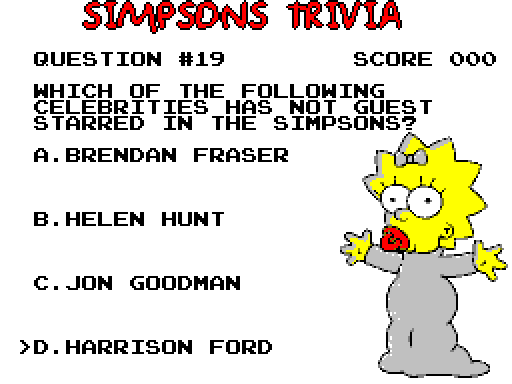 SIMPSONS TRIVIA
QUESTION #19 SCORE 000
WHICH OF THE FOLLOWING
CELEBRITIES HAS NOT GUEST
STARRED IN THE SIMPSONS?
A.BRENDAN FRASER
B.HELEN HUNT
C.JON GOODMAN
>D.HARRISON FORD